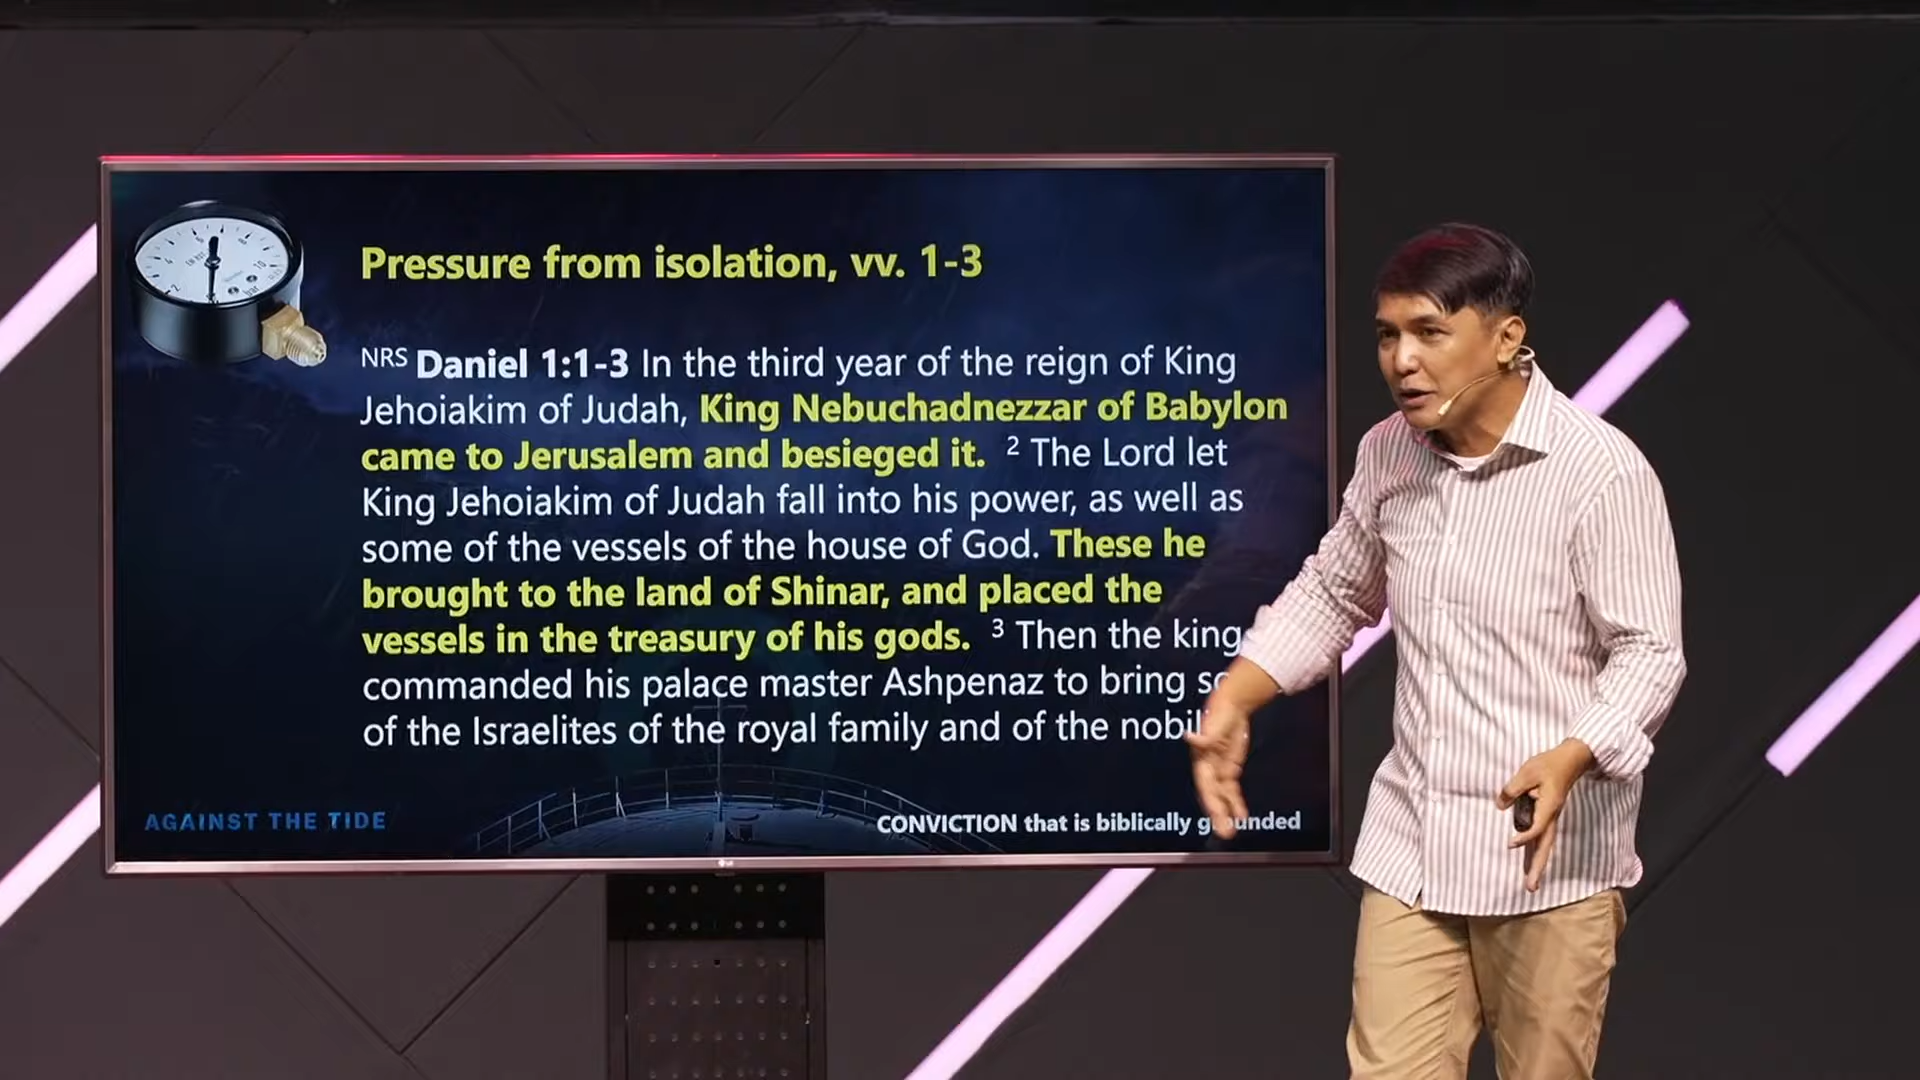 Pressure from isolation, vv. 1-3
NRS Daniel 1:1-3 In the third year of the reign of King
Jehoiakim of Judah, King Nebuchadnezzar of Babylon
came to Jerusalem and besieged it. 2 The Lord let
King Jehoiakim of Judah fall into his power, as well as
some of the vessels of the house of God. These he
brought to the land of Shinar, and placed the
vessels in the treasury of his gods. 3 Then the king
commanded his palace master Ashpenaz to bring
of the Israelites of the royal family and of the
AGAINST THE TIDE
CONVICTION that is biblically grounded